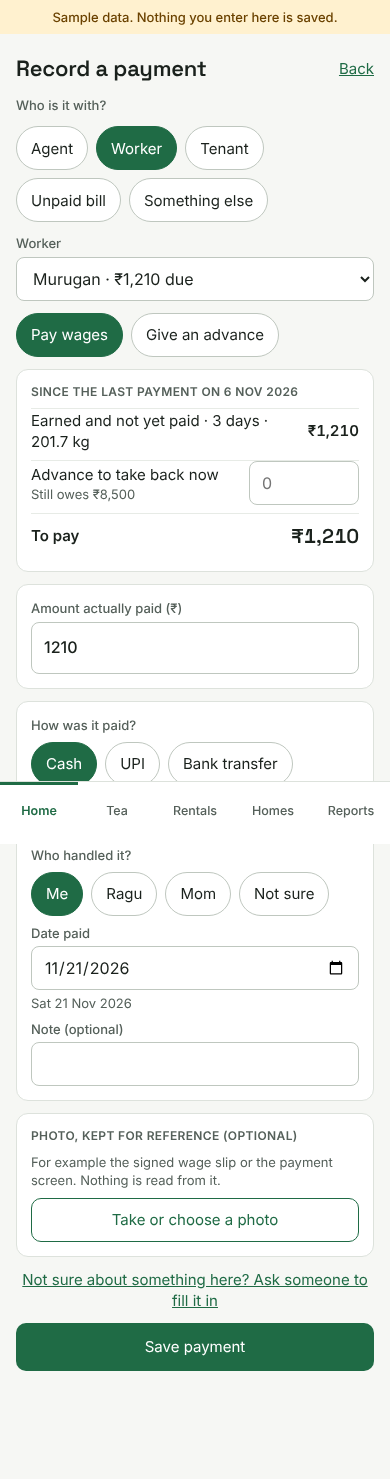 Sample data. Nothing you enter here is saved.
Record a payment
Back
Who is it with?
Agent
Worker
Tenant
Unpaid bill
Something else
Worker
Murugan · ₹1,210 due
Pay wages
Give an advance
SINCE THE LAST PAYMENT ON 6 NOV 2026
Earned and not yet paid · 3 days ·
201.7 kg
₹1,210
Advance to take back now
Still owes ₹8,500
0
To pay
₹1,210
Amount actually paid (₹)
1210
How was it paid?
Cash
UPI
Bank transfer
Home
Tea
Rentals
Homes
Reports
Who handled it?
Me
Ragu
Mom
Not sure
Date paid
11/21/2026
Sat 21 Nov 2026
Note (optional)
PHOTO, KEPT FOR REFERENCE (OPTIONAL)
For example the signed wage slip or the payment
screen. Nothing is read from it.
Take or choose a photo
Not sure about something here? Ask someone to
fill it in
Save payment